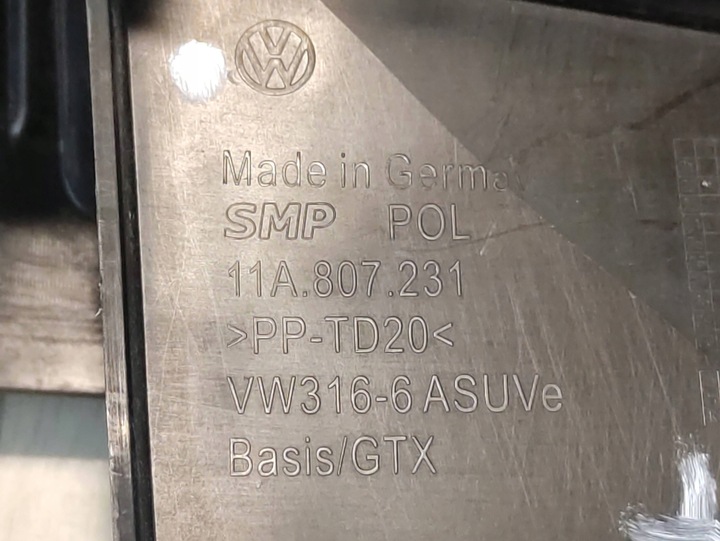 Made in Germa
SMP POL
11A.807.231
>PP-TD20<
VW316-6 ASUVe
Basis/GTX